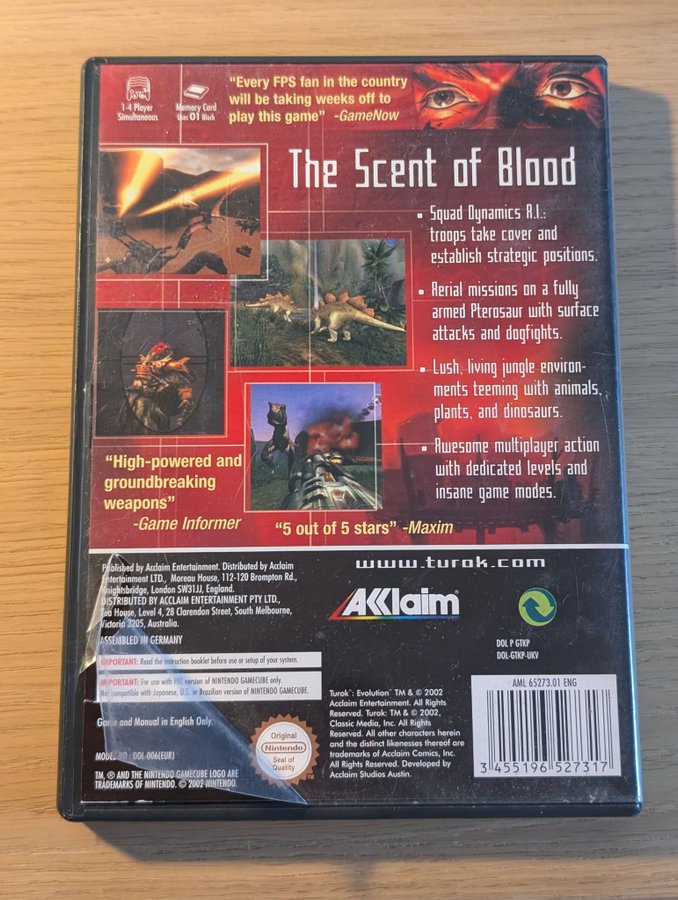 1-4 Player
Simultaneous
Memory Card
Uses 01 Block
“Every FPS fan in the country
will be taking weeks off to
play this game” -GameNow
The Scent of Blood
• Squad Dynamics A.I.:
troops take cover and
establish strategic positions.
• Aerial missions on a fully
armed Pterosaur with surface
attacks and dogfights.
• Lush, living jungle environ-
ments teeming with animals,
plants, and dinosaurs.
• Awesome multiplayer action
with dedicated levels and
insane game modes.
“High-powered and
groundbreaking
weapons”
-Game Informer
“5 out of 5 stars” -Maxim
Published by Acclaim Entertainment. Distributed by Acclaim
Entertainment LTD., Moreau House, 112-120 Brompton Rd.,
Knightsbridge, London SW31JJ, England.
DISTRIBUTED BY ACCLAIM ENTERTAINMENT PTY LTD.,
Tea House, Level 4, 28 Clarendon Street, South Melbourne,
Victoria 3205, Australia.
ASSEMBLED IN GERMANY
IMPORTANT: Read the instruction booklet before use or setup of your system.
IMPORTANT: For use with PAL version of NINTENDO GAMECUBE only.
Not compatible with Japanese, U.S. or Brazilian version of NINTENDO GAMECUBE.
Game and Manual in English Only.
MODEL NO.: DOL-006(EUR)
TM, ® AND THE NINTENDO GAMECUBE LOGO ARE
TRADEMARKS OF NINTENDO. © 2002 NINTENDO.
Original
Nintendo
Seal of
Quality
TM
www.turok.com
AKKlaim
DOL P GTKP
DOL-GTKP-UKV
Turok® Evolution™ TM & © 2002
Acclaim Entertainment. All Rights
Reserved. Turok: TM & © 2002,
Classic Media, Inc. All Rights
Reserved. All other characters herein
and the distinct likenesses thereof are
trademarks of Acclaim Comics, Inc.
All Rights Reserved. Developed by
Acclaim Studios Austin.
AML 65273.01 ENG
3 455196 527317